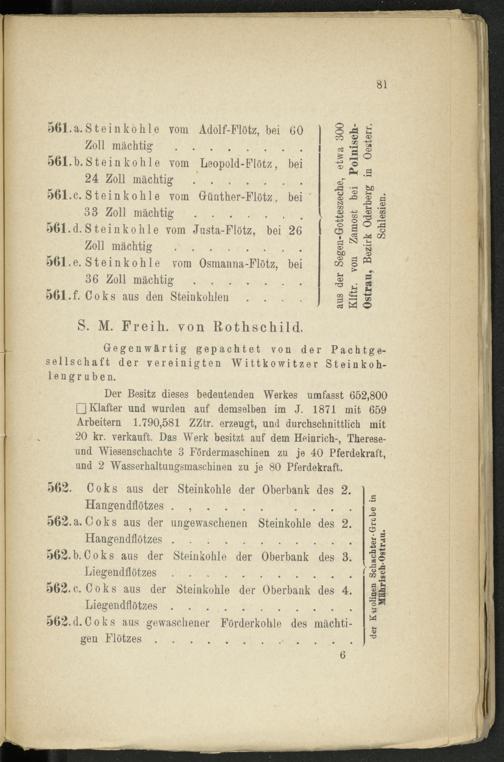 81
561.a. Steinkohle vom Adolf-Flötz, bei 60
Zoll mächtig . . . . . . .
561.b. Steinkohle vom Leopold-Flötz, bei
24 Zoll mächtig . . . . . .
561.c. Steinkohle vom Günther-Flötz, bei
33 Zoll mächtig . . . . . .
561.d. Steinkohle vom Justa-Flötz, bei 26
Zoll mächtig . . . . . . .
561.e. Steinkohle vom Osmanna-Flötz, bei
36 Zoll mächtig . . . . . .
561.f. Coks aus den Steinkohlen . . . .
aus der Segen-Gotteszeche, etwa 300
Klftr. von Zamost bei Polnisch-
Ostrau, Bezirk Oderberg in Oesterr.
Schlesien.
S. M. Freih. von Rothschild.
Gegenwärtig gepachtet von der Pachtge-
sellschaft der vereinigten Wittkowitzer Steinkoh-
lengruben.
Der Besitz dieses bedeutenden Werkes umfasst 652,800
□ Klafter und wurden auf demselben im J. 1871 mit 659
Arbeitern 1.790,581 ZZtr. erzeugt, und durchschnittlich mit
20 kr. verkauft. Das Werk besitzt auf dem Heinrich-, Therese-
und Wiesenschachte 3 Fördermaschinen zu je 40 Pferdekraft,
und 2 Wasserhaltungsmaschinen zu je 80 Pferdekraft.
562. Coks aus der Steinkohle der Oberbank des 2.
Hangendflötzes . . . . . . . . .
562.a. Coks aus der ungewaschenen Steinkohle des 2.
Hangendflötzes . . . . . . . . .
562.b. Coks aus der Steinkohle der Oberbank des 3.
Liegendflötzes . . . . . . . . .
562.c. Coks aus der Steinkohle der Oberbank des 4.
Liegendflötzes . . . . . . . . .
562.d. Coks aus gewaschener Förderkohle des mächti-
gen Flötzes . . . . . . . . . .
der Karolinen Schachter-Grube in
Mährisch-Ostrau.
6